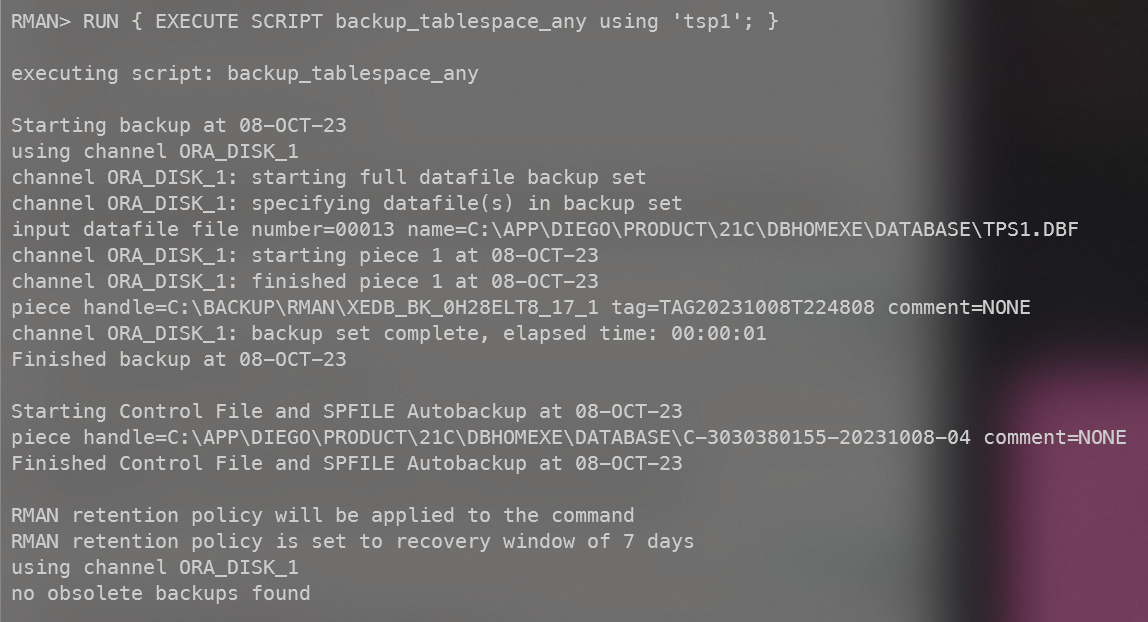 RMAN> RUN { EXECUTE SCRIPT backup_tablespace_any using 'tsp1'; }
executing script: backup_tablespace_any
Starting backup at 08-OCT-23
using channel ORA_DISK_1
channel ORA_DISK_1: starting full datafile backup set
channel ORA_DISK_1: specifying datafile(s) in backup set
input datafile file number=00013 name=C:\APP\DIEGO\PRODUCT\21C\DBHOMEXE\DATABASE\TPS1.DBF
channel ORA_DISK_1: starting piece 1 at 08-OCT-23
channel ORA_DISK_1: finished piece 1 at 08-OCT-23
piece handle=C:\BACKUP\RMAN\XEDB_BK_0H28ELT8_17_1 tag=TAG20231008T224808 comment=NONE
channel ORA_DISK_1: backup set complete, elapsed time: 00:00:01
Finished backup at 08-OCT-23
Starting Control File and SPFILE Autobackup at 08-OCT-23
piece handle=C:\APP\DIEGO\PRODUCT\21C\DBHOMEXE\DATABASE\C-3030380155-20231008-04 comment=NONE
Finished Control File and SPFILE Autobackup at 08-OCT-23
RMAN retention policy will be applied to the command
RMAN retention policy is set to recovery window of 7 days
using channel ORA_DISK_1
no obsolete backups found